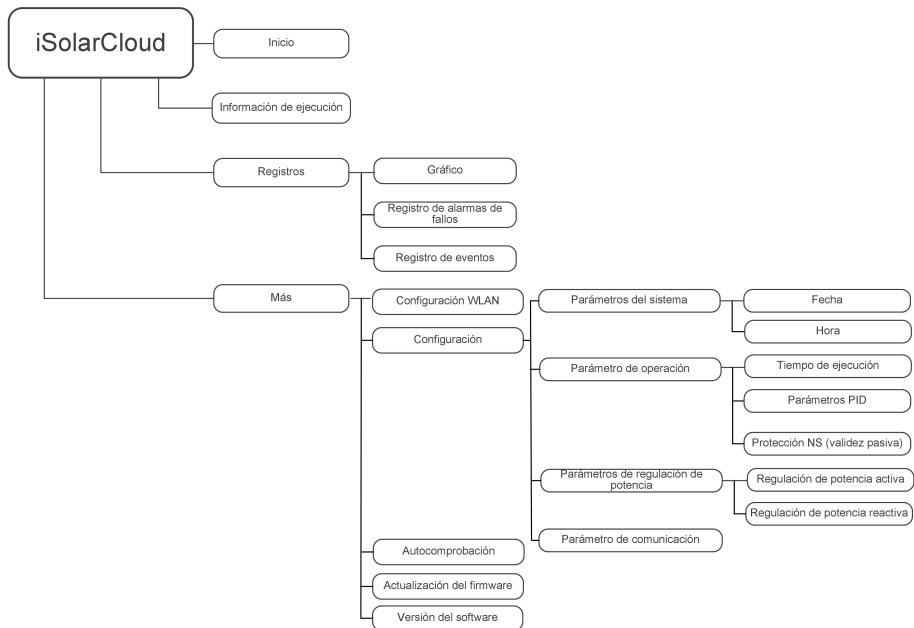 iSolarCloud
Inicio
Información de ejecución
Registros
Gráfico
Registro de alarmas de
fallos
Registro de eventos
Más
Configuración WLAN
Configuración
Parámetros del sistema
Fecha
Hora
Parámetro de operación
Tiempo de ejecución
Parámetros PID
Protección NS (validez pasiva)
Parámetros de regulación de
potencia
Regulación de potencia activa
Regulación de potencia reactiva
Parámetro de comunicación
Autocomprobación
Actualización del firmware
Versión del software